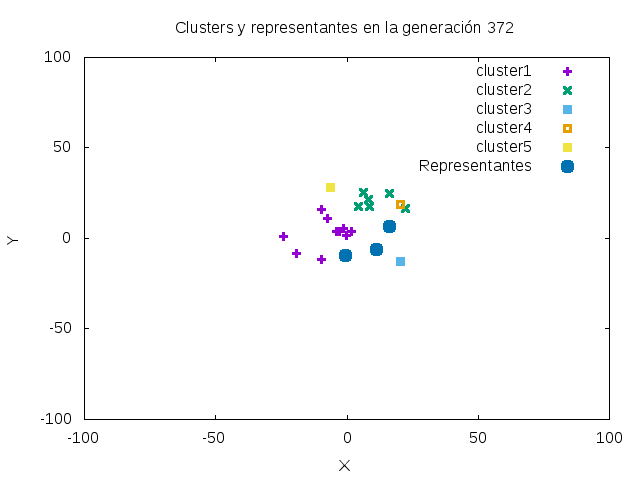 Clusters y representantes en la generación 372
100
50
0
-50
-100
-100
-50
0
50
100
Y
X
cluster1
cluster2
cluster3
cluster4
cluster5
Representantes